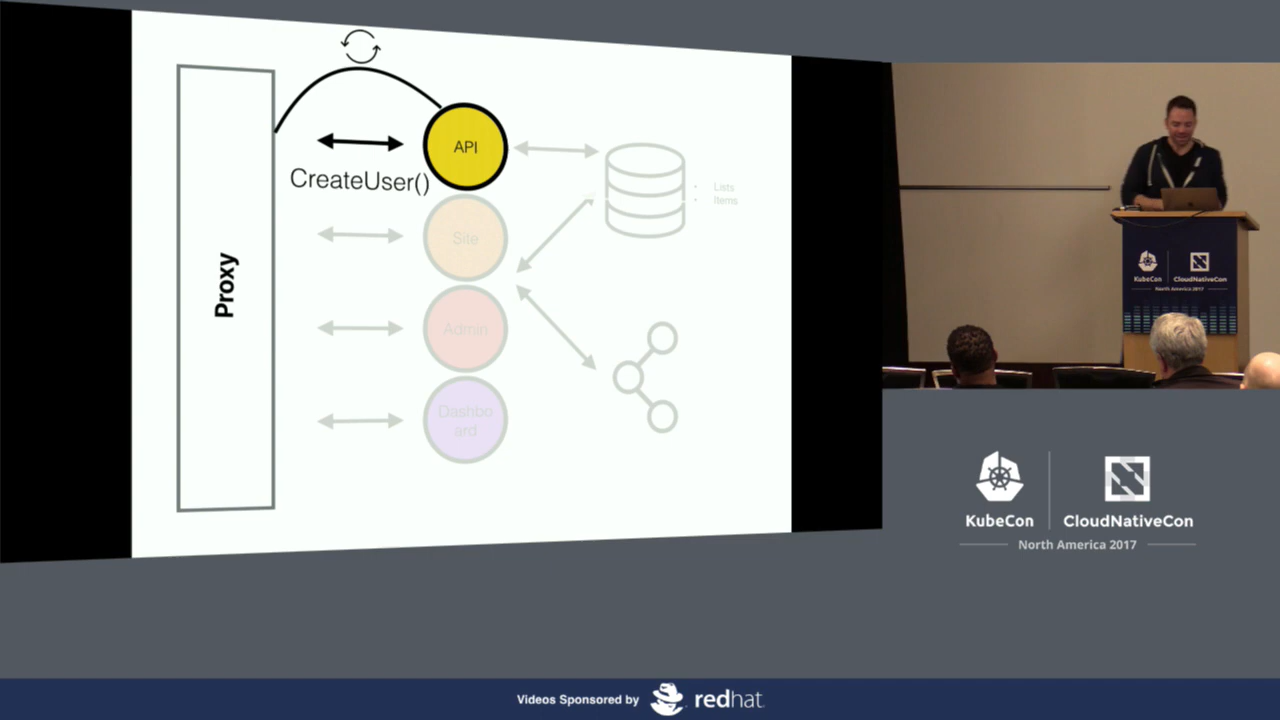 API
CreateUser()
Lists
Items
Site
Proxy
Admin
Dashbo
ard
KubeCon
CloudNativeCon
North America 2017
KubeCon
CloudNativeCon
North America 2017
Videos Sponsored by
redhat